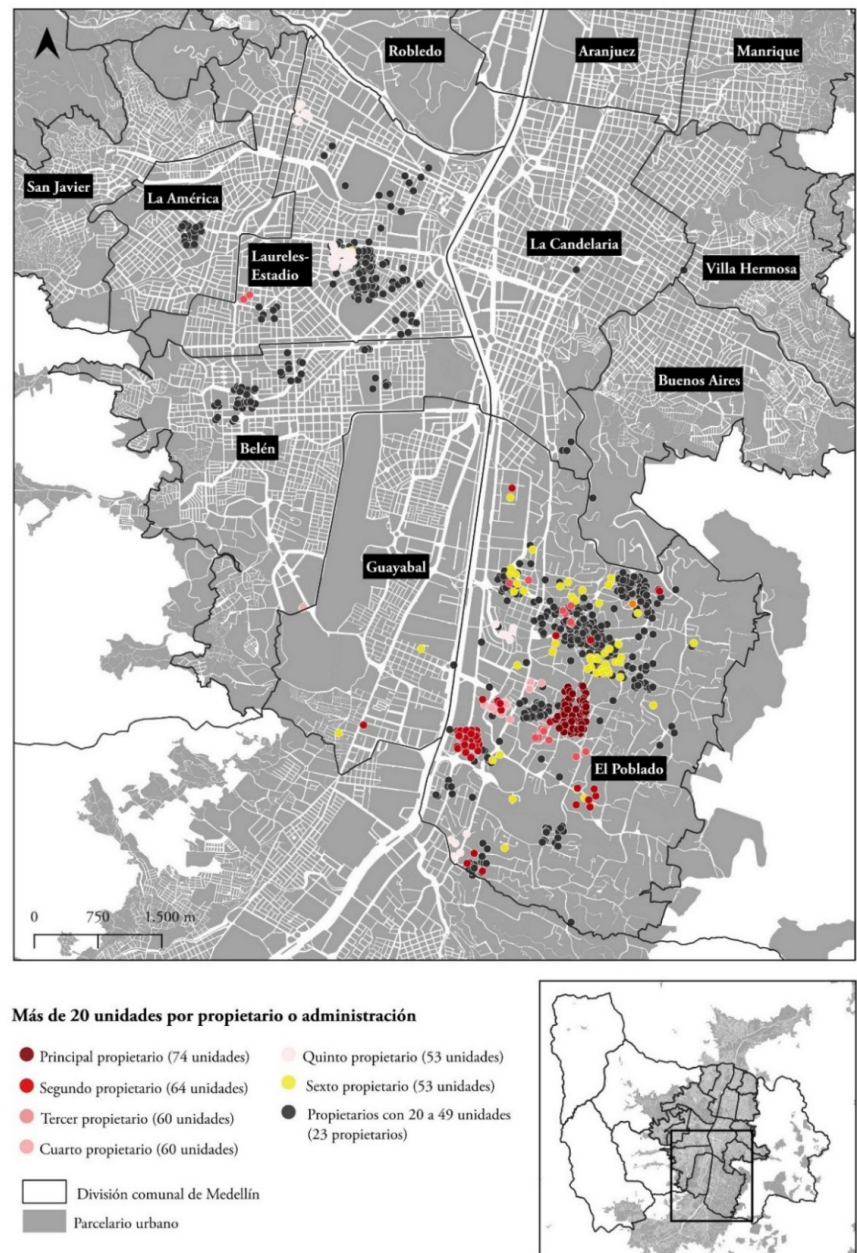 Robledo
Aranjuez
Manrique
San Javier
La América
Laureles-
Estadio
La Candelaria
Villa Hermosa
Buenos Aires
Belén
Guayabal
El Poblado
0 750 1.500 m
Más de 20 unidades por propietario o administración
Principal propietario (74 unidades)
Segundo propietario (64 unidades)
Tercer propietario (60 unidades)
Cuarto propietario (60 unidades)
Quinto propietario (53 unidades)
Sexto propietario (53 unidades)
Propietarios con 20 a 49 unidades
(23 propietarios)
División comunal de Medellín
Parcelario urbano